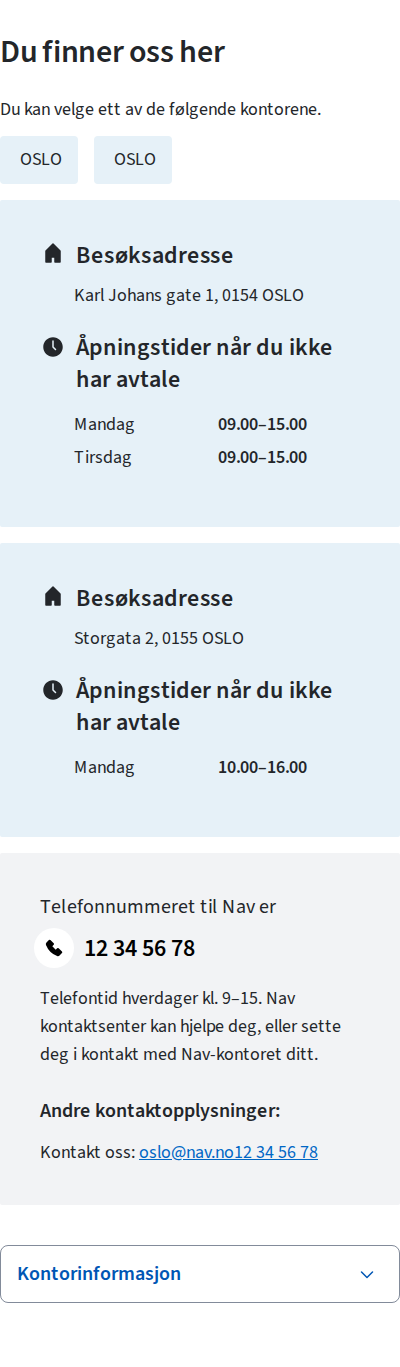 Du finner oss her
Du kan velge ett av de følgende kontorene.
OSLO
OSLO
Besøksadresse
Karl Johans gate 1, 0154 OSLO
Åpningstider når du ikke
har avtale
Mandag 09.00–15.00
Tirsdag 09.00–15.00
Besøksadresse
Storgata 2, 0155 OSLO
Åpningstider når du ikke
har avtale
Mandag 10.00–16.00
Telefonnummeret til Nav er
12 34 56 78
Telefontid hverdager kl. 9–15. Nav
kontaktsenter kan hjelpe deg, eller sette
deg i kontakt med Nav-kontoret ditt.
Andre kontaktopplysninger:
Kontakt oss: oslo@nav.no12 34 56 78
Kontorinformasjon